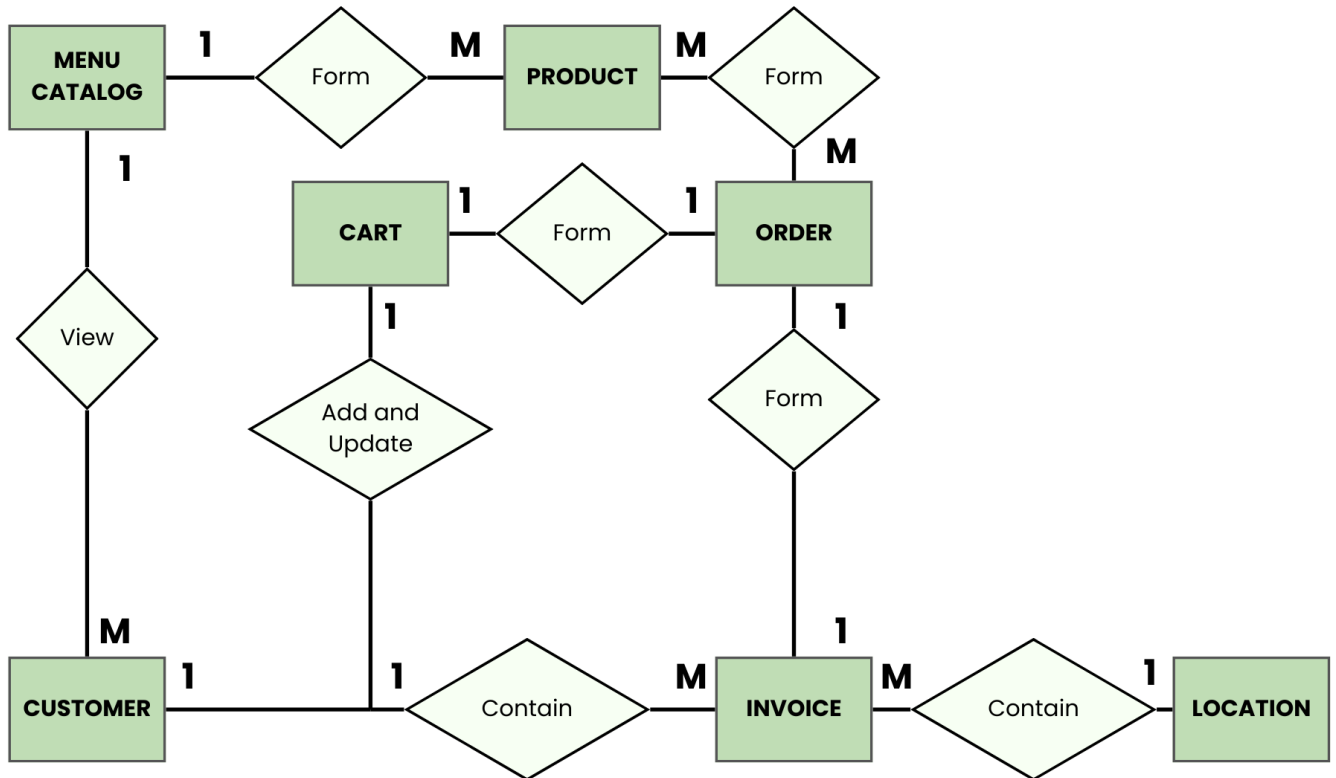 1
M
M
MENU
CATALOG
Form
PRODUCT
Form
M
1
1
1
CART
Form
ORDER
1
1
View
Form
Add and
Update
M
1
1
1
M
M
1
CUSTOMER
Contain
INVOICE
Contain
LOCATION